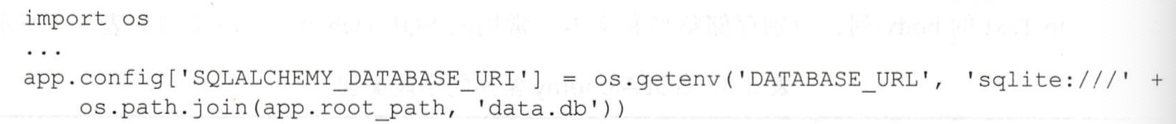 import os
...
app.config['SQLALCHEMY_DATABASE_URI'] = os.getenv('DATABASE_URL', 'sqlite:///' +
    os.path.join(app.root_path, 'data.db'))